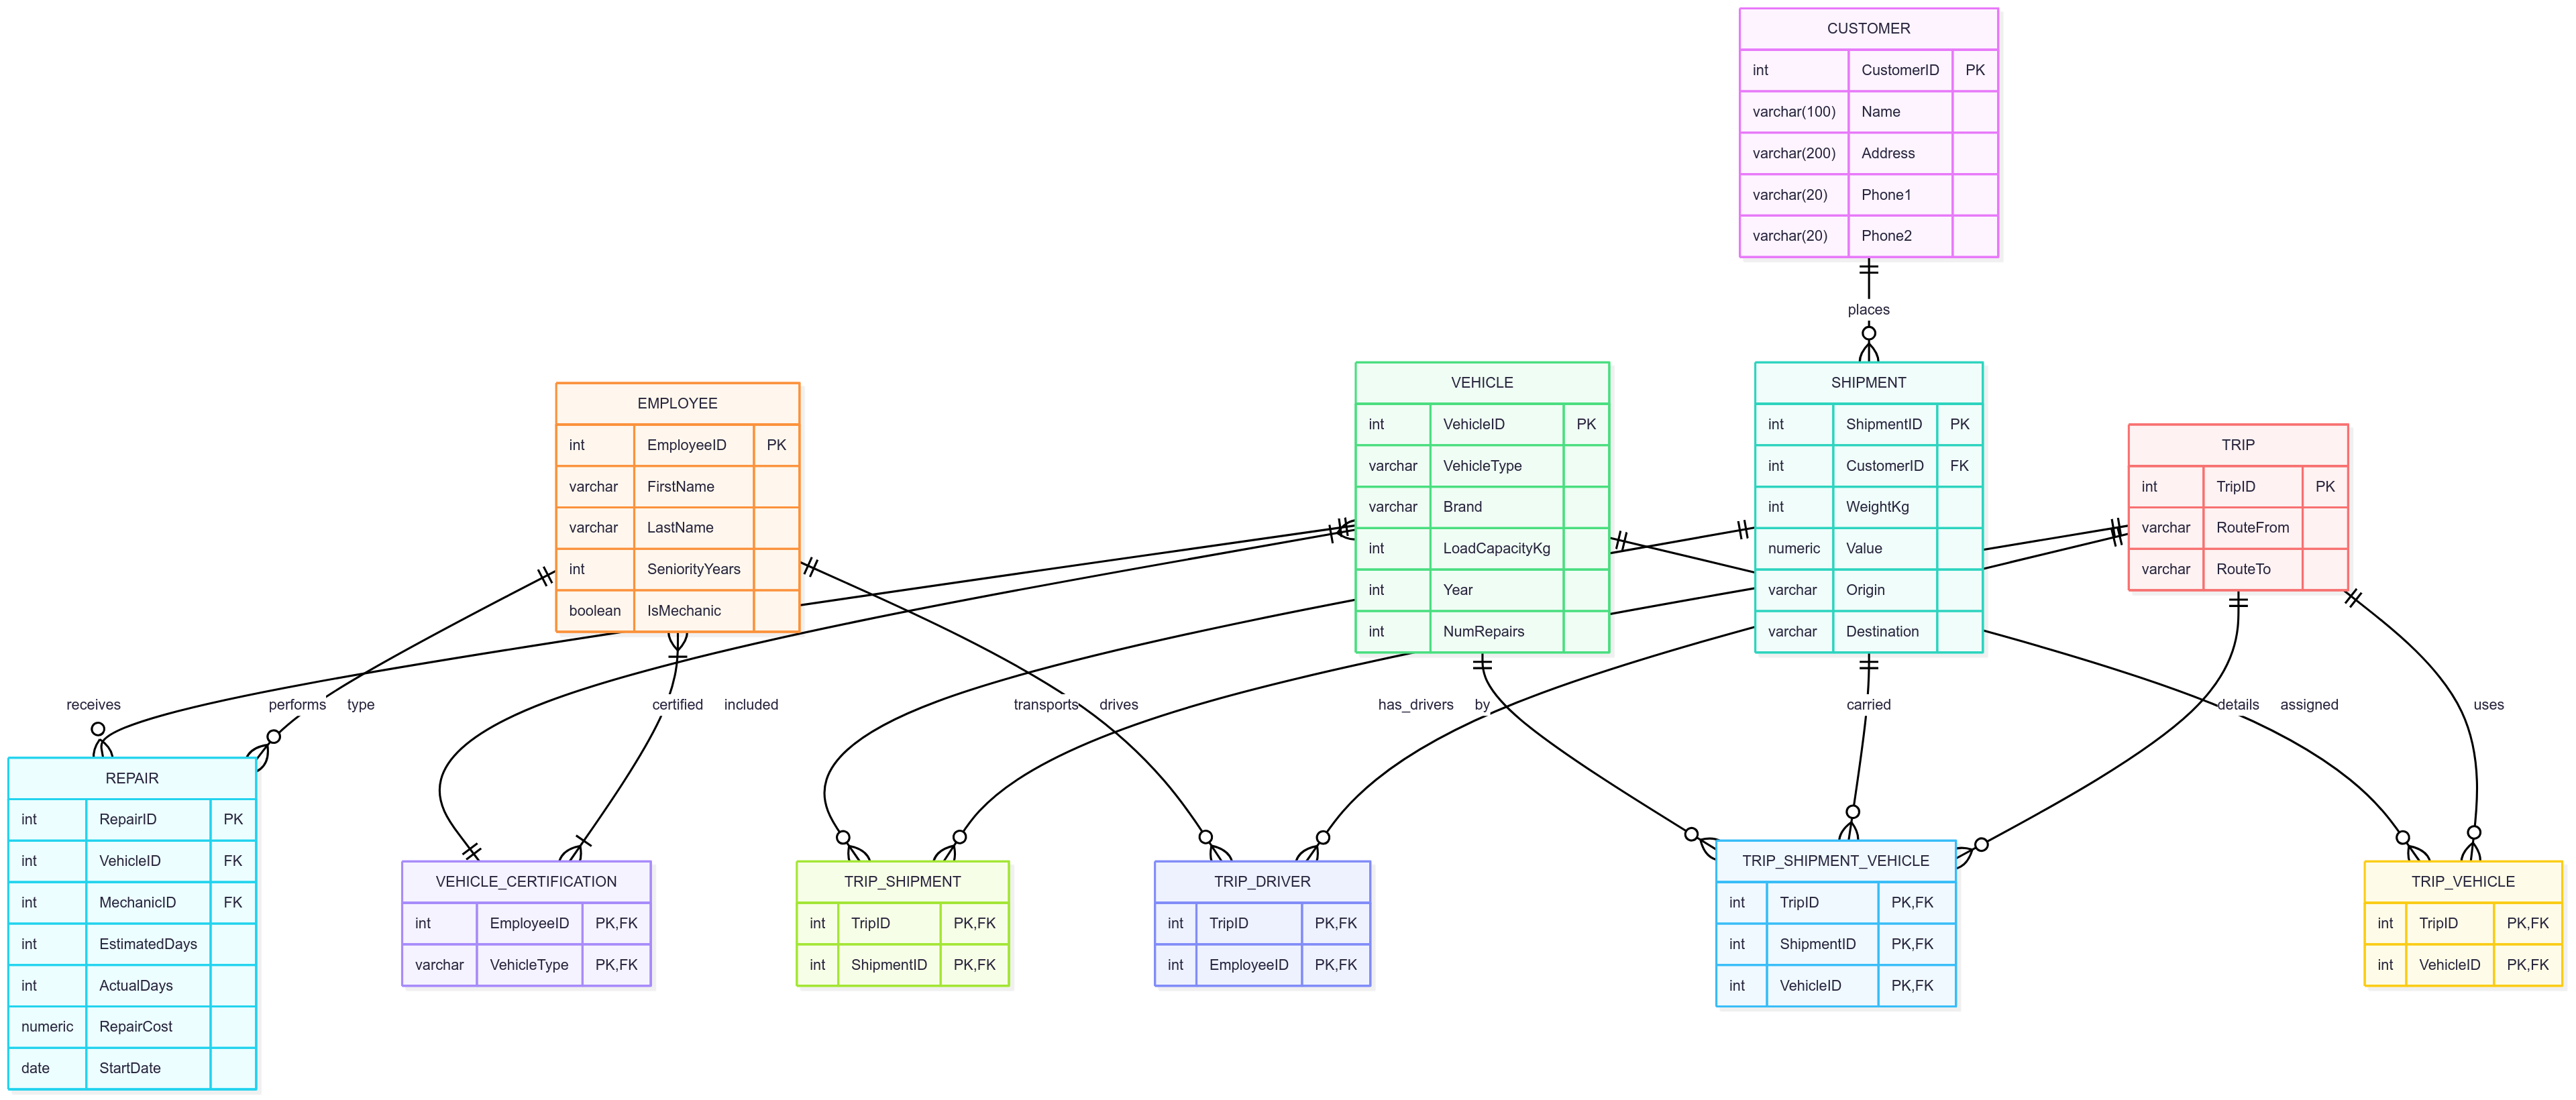 CUSTOMER
int CustomerID PK
varchar(100) Name
varchar(200) Address
varchar(20) Phone1
varchar(20) Phone2
places
EMPLOYEE
int EmployeeID PK
varchar FirstName
varchar LastName
int SeniorityYears
boolean IsMechanic
VEHICLE
int VehicleID PK
varchar VehicleType
varchar Brand
int LoadCapacityKg
int Year
int NumRepairs
SHIPMENT
int ShipmentID PK
int CustomerID FK
int WeightKg
numeric Value
varchar Origin
varchar Destination
TRIP
int TripID PK
varchar RouteFrom
varchar RouteTo
receives performs type certified included transports drives has_drivers by carried details assigned uses
REPAIR
int RepairID PK
int VehicleID FK
int MechanicID FK
int EstimatedDays
int ActualDays
numeric RepairCost
date StartDate
VEHICLE_CERTIFICATION
int EmployeeID PK,FK
varchar VehicleType PK,FK
TRIP_SHIPMENT
int TripID PK,FK
int ShipmentID PK,FK
TRIP_DRIVER
int TripID PK,FK
int EmployeeID PK,FK
TRIP_SHIPMENT_VEHICLE
int TripID PK,FK
int ShipmentID PK,FK
int VehicleID PK,FK
TRIP_VEHICLE
int TripID PK,FK
int VehicleID PK,FK